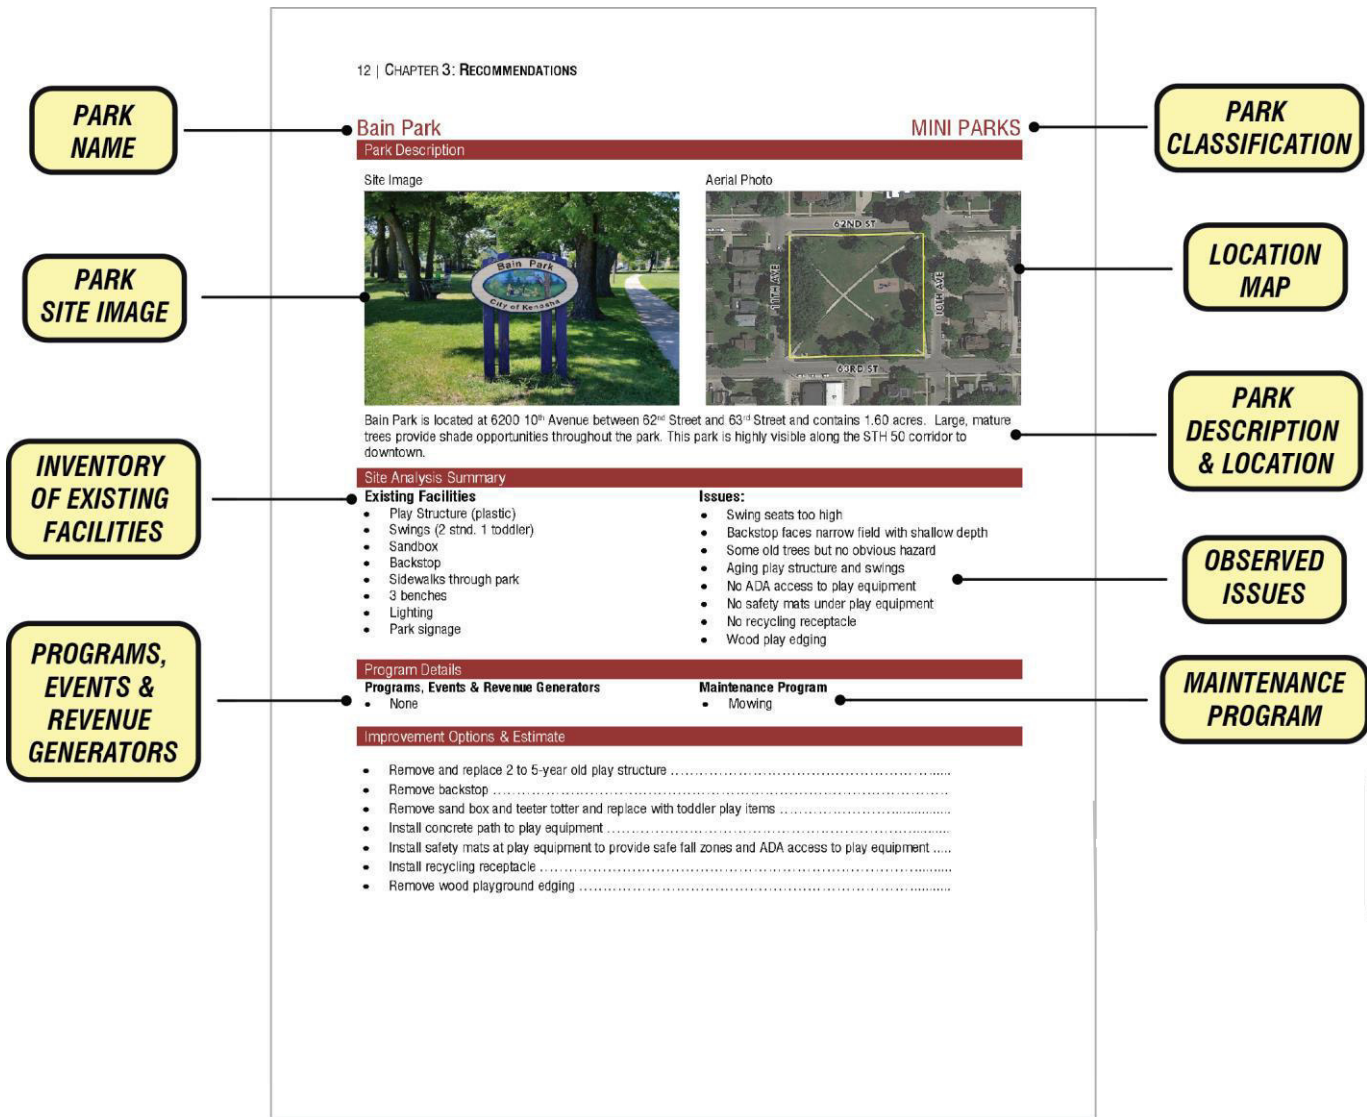 12 | CHAPTER 3: RECOMMENDATIONS
PARK
NAME
Bain Park
MINI PARKS
PARK
CLASSIFICATION
Park Description
Site Image
Aerial Photo
PARK
SITE IMAGE
Bain Park
City of Kenosha
62ND ST
11TH AVE
10TH AVE
63RD ST
LOCATION
MAP
Bain Park is located at 6200 10th Avenue between 62nd Street and 63rd Street and contains 1.60 acres. Large, mature
trees provide shade opportunities throughout the park. This park is highly visible along the STH 50 corridor to
downtown.
PARK
DESCRIPTION
& LOCATION
Site Analysis Summary
INVENTORY
OF EXISTING
FACILITIES
Existing Facilities
• Play Structure (plastic)
• Swings (2 stnd. 1 toddler)
• Sandbox
• Backstop
• Sidewalks through park
• 3 benches
• Lighting
• Park signage
Issues:
• Swing seats too high
• Backstop faces narrow field with shallow depth
• Some old trees but no obvious hazard
• Aging play structure and swings
• No ADA access to play equipment
• No safety mats under play equipment
• No recycling receptacle
• Wood play edging
OBSERVED
ISSUES
PROGRAMS,
EVENTS &
REVENUE
GENERATORS
Program Details
Programs, Events & Revenue Generators
• None
Maintenance Program
• Mowing
MAINTENANCE
PROGRAM
Improvement Options & Estimate
• Remove and replace 2 to 5-year old play structure ..........
• Remove backstop ..........
• Remove sand box and teeter totter and replace with toddler play items ..........
• Install concrete path to play equipment ..........
• Install safety mats at play equipment to provide safe fall zones and ADA access to play equipment .....
• Install recycling receptacle ..........
• Remove wood playground edging ..........